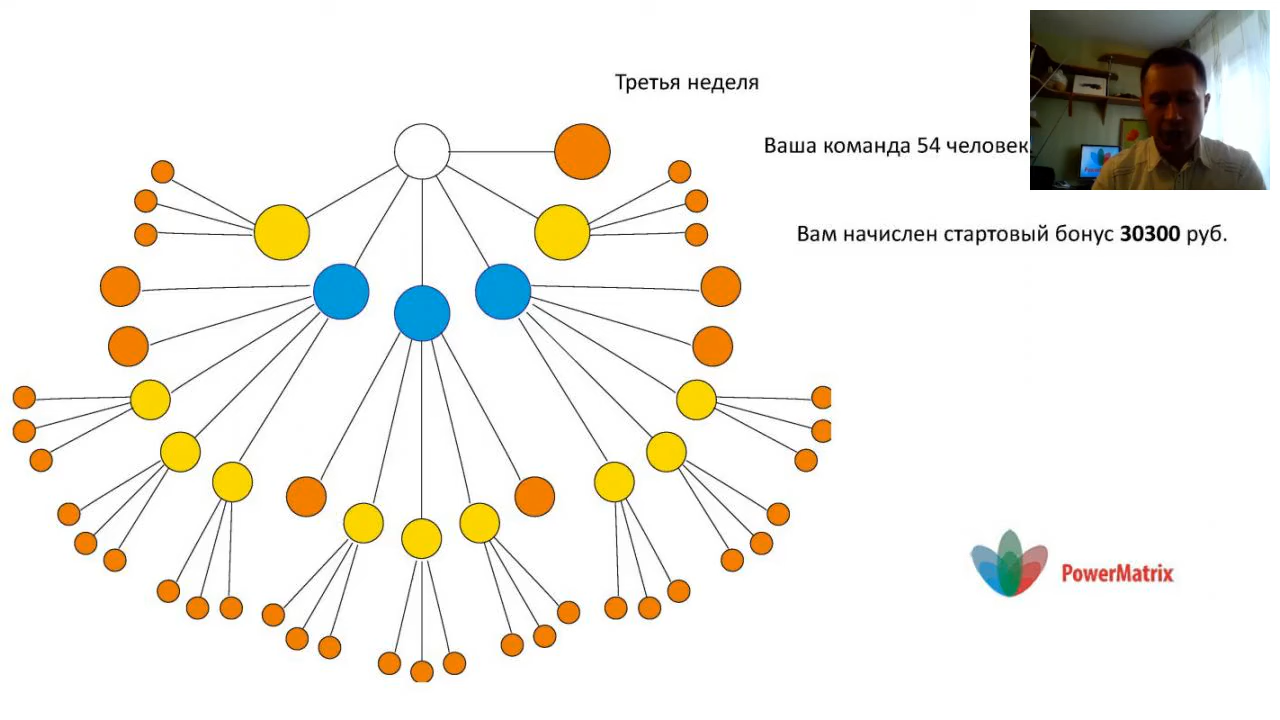 Третья неделя
Ваша команда 54 человек
Вам начислен стартовый бонус 30300 руб.
PowerMatrix